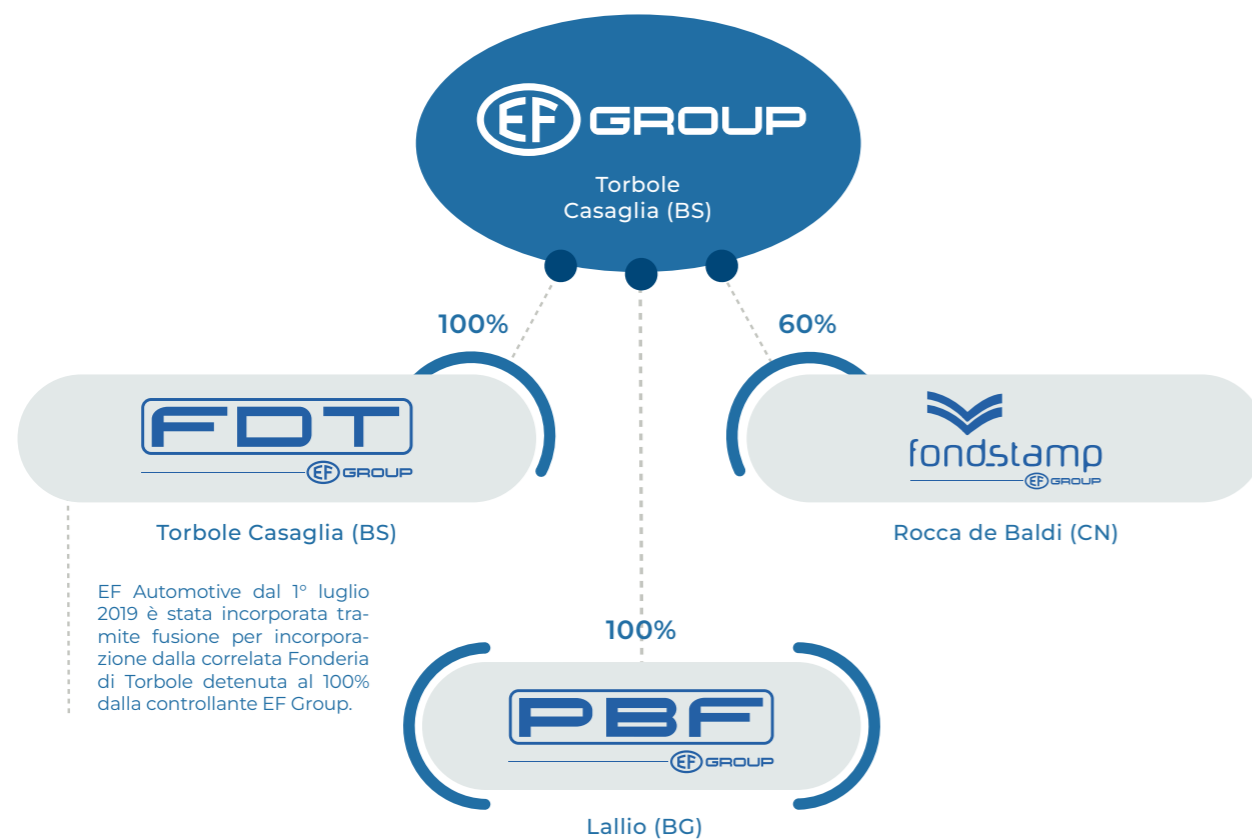 EF GROUP
Torbole
Casaglia (BS)
100%
60%
FDT
EF GROUP
fondstamp
EF GROUP
Torbole Casaglia (BS)
Rocca de Baldi (CN)
EF Automotive dal 1° luglio
2019 è stata incorporata tra-
mite fusione per incorpora-
zione dalla correlata Fonderia
di Torbole detenuta al 100%
dalla controllante EF Group.
100%
PBF
EF GROUP
Lallio (BG)